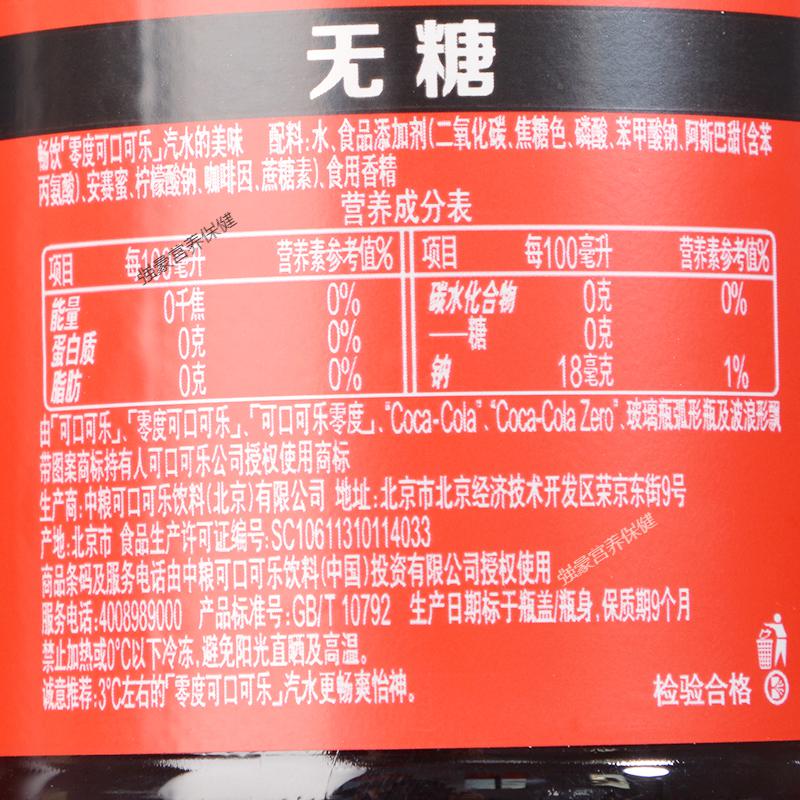 无糖
畅饮「零度可口可乐」汽水的美味 配料:水、食品添加剂(二氧化碳、焦糖色、磷酸、苯甲酸钠、阿斯巴甜(含苯
丙氨酸)、安赛蜜、柠檬酸钠、咖啡因、蔗糖素)、食用香精
营养成分表
项目 每100毫升 营养素参考值% 项目 每100毫升 营养素参考值%
能量 0千焦 0% 碳水化合物 0克 0%
蛋白质 0克 0% ——糖 0克
脂肪 0克 0% 钠 18毫克 1%
由「可口可乐」、「零度可口可乐」、「可口可乐零度」、“Coca-Cola”、“Coca-Cola Zero”、玻璃瓶弧形瓶及波浪形飘
带图案商标持有人可口可乐公司授权使用商标
生产商:中粮可口可乐饮料(北京)有限公司 地址:北京市北京经济技术开发区荣京东街9号
产地:北京市 食品生产许可证编号:SC10611310114033
商品条码及服务电话由中粮可口可乐饮料(中国)投资有限公司授权使用
服务电话:4008989000 产品标准号:GB/T 10792 生产日期标于瓶盖/瓶身,保质期9个月
禁止加热或0℃以下冷冻,避免阳光直晒及高温。
诚意推荐:3℃左右的「零度可口可乐」汽水更畅爽怡神。
检验合格
强豪营养保健
强豪营养保健